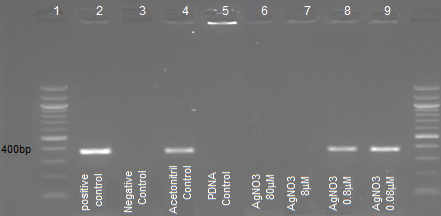 1 2 3 4 5 6 7 8 9
400bp
positive
control
Negative
Control
Acetonitril
Control
PDNA
Control
AgNO3
80µM
AgNO3
8µM
AgNO3
0.8µM
AgNO3
0.08µM